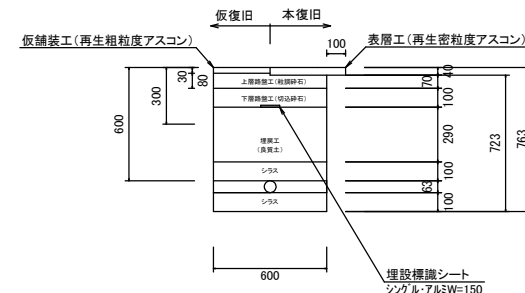 仮復旧 本復旧
仮舗装工(再生粗粒度アスコン)
表層工(再生密粒度アスコン)
100
30
80
300
600
上層路盤工(粒調砕石)
下層路盤工(切込砕石)
埋戻工
(良質土)
シラス
シラス
40
70
100
290
100
63
100
723
763
600
埋設標識シート
シングル・アルミW=150